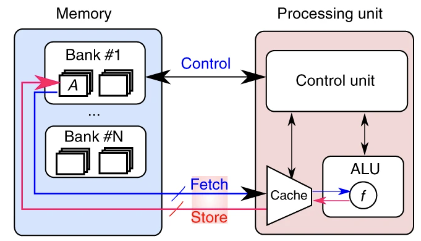 Memory
Processing unit
Bank #1
A
...
Bank #N
Control
Control unit
ALU
f
Cache
Fetch
Store